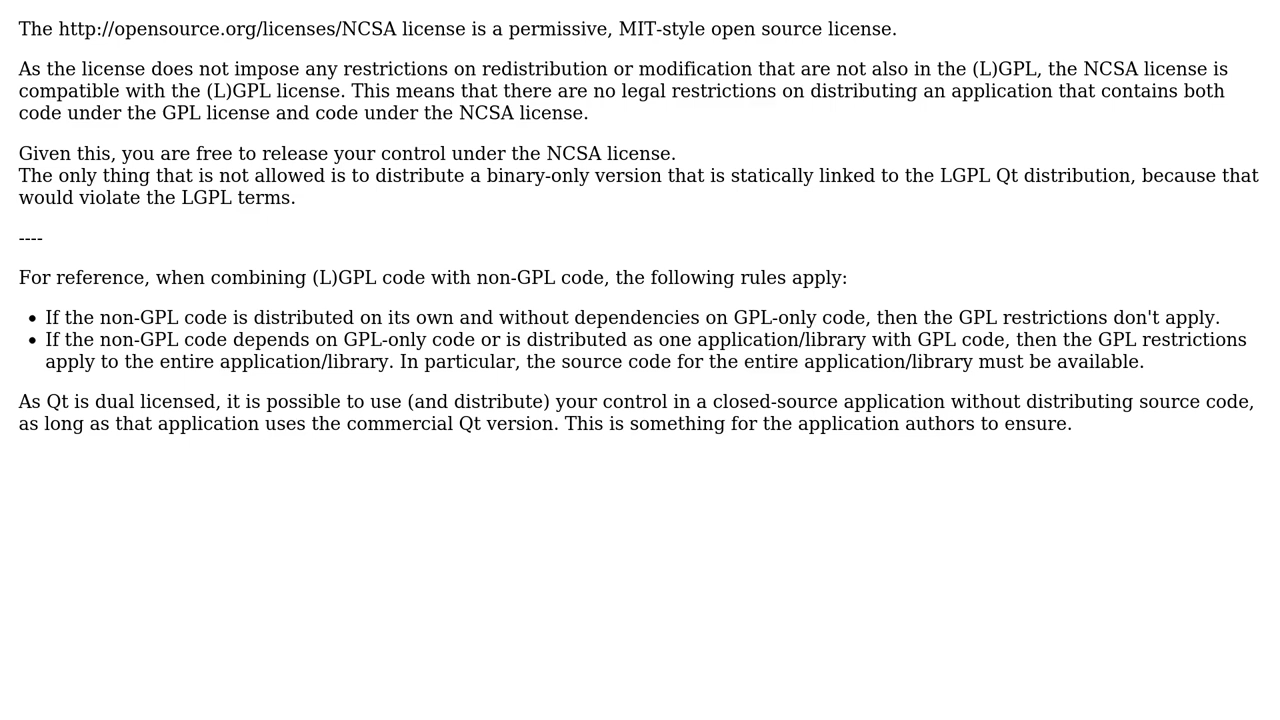 The http://opensource.org/licenses/NCSA license is a permissive, MIT-style open source license.
As the license does not impose any restrictions on redistribution or modification that are not also in the (L)GPL, the NCSA license is
compatible with the (L)GPL license. This means that there are no legal restrictions on distributing an application that contains both
code under the GPL license and code under the NCSA license.
Given this, you are free to release your control under the NCSA license.
The only thing that is not allowed is to distribute a binary-only version that is statically linked to the LGPL Qt distribution, because that
would violate the LGPL terms.
----
For reference, when combining (L)GPL code with non-GPL code, the following rules apply:
• If the non-GPL code is distributed on its own and without dependencies on GPL-only code, then the GPL restrictions don't apply.
• If the non-GPL code depends on GPL-only code or is distributed as one application/library with GPL code, then the GPL restrictions
apply to the entire application/library. In particular, the source code for the entire application/library must be available.
As Qt is dual licensed, it is possible to use (and distribute) your control in a closed-source application without distributing source code,
as long as that application uses the commercial Qt version. This is something for the application authors to ensure.